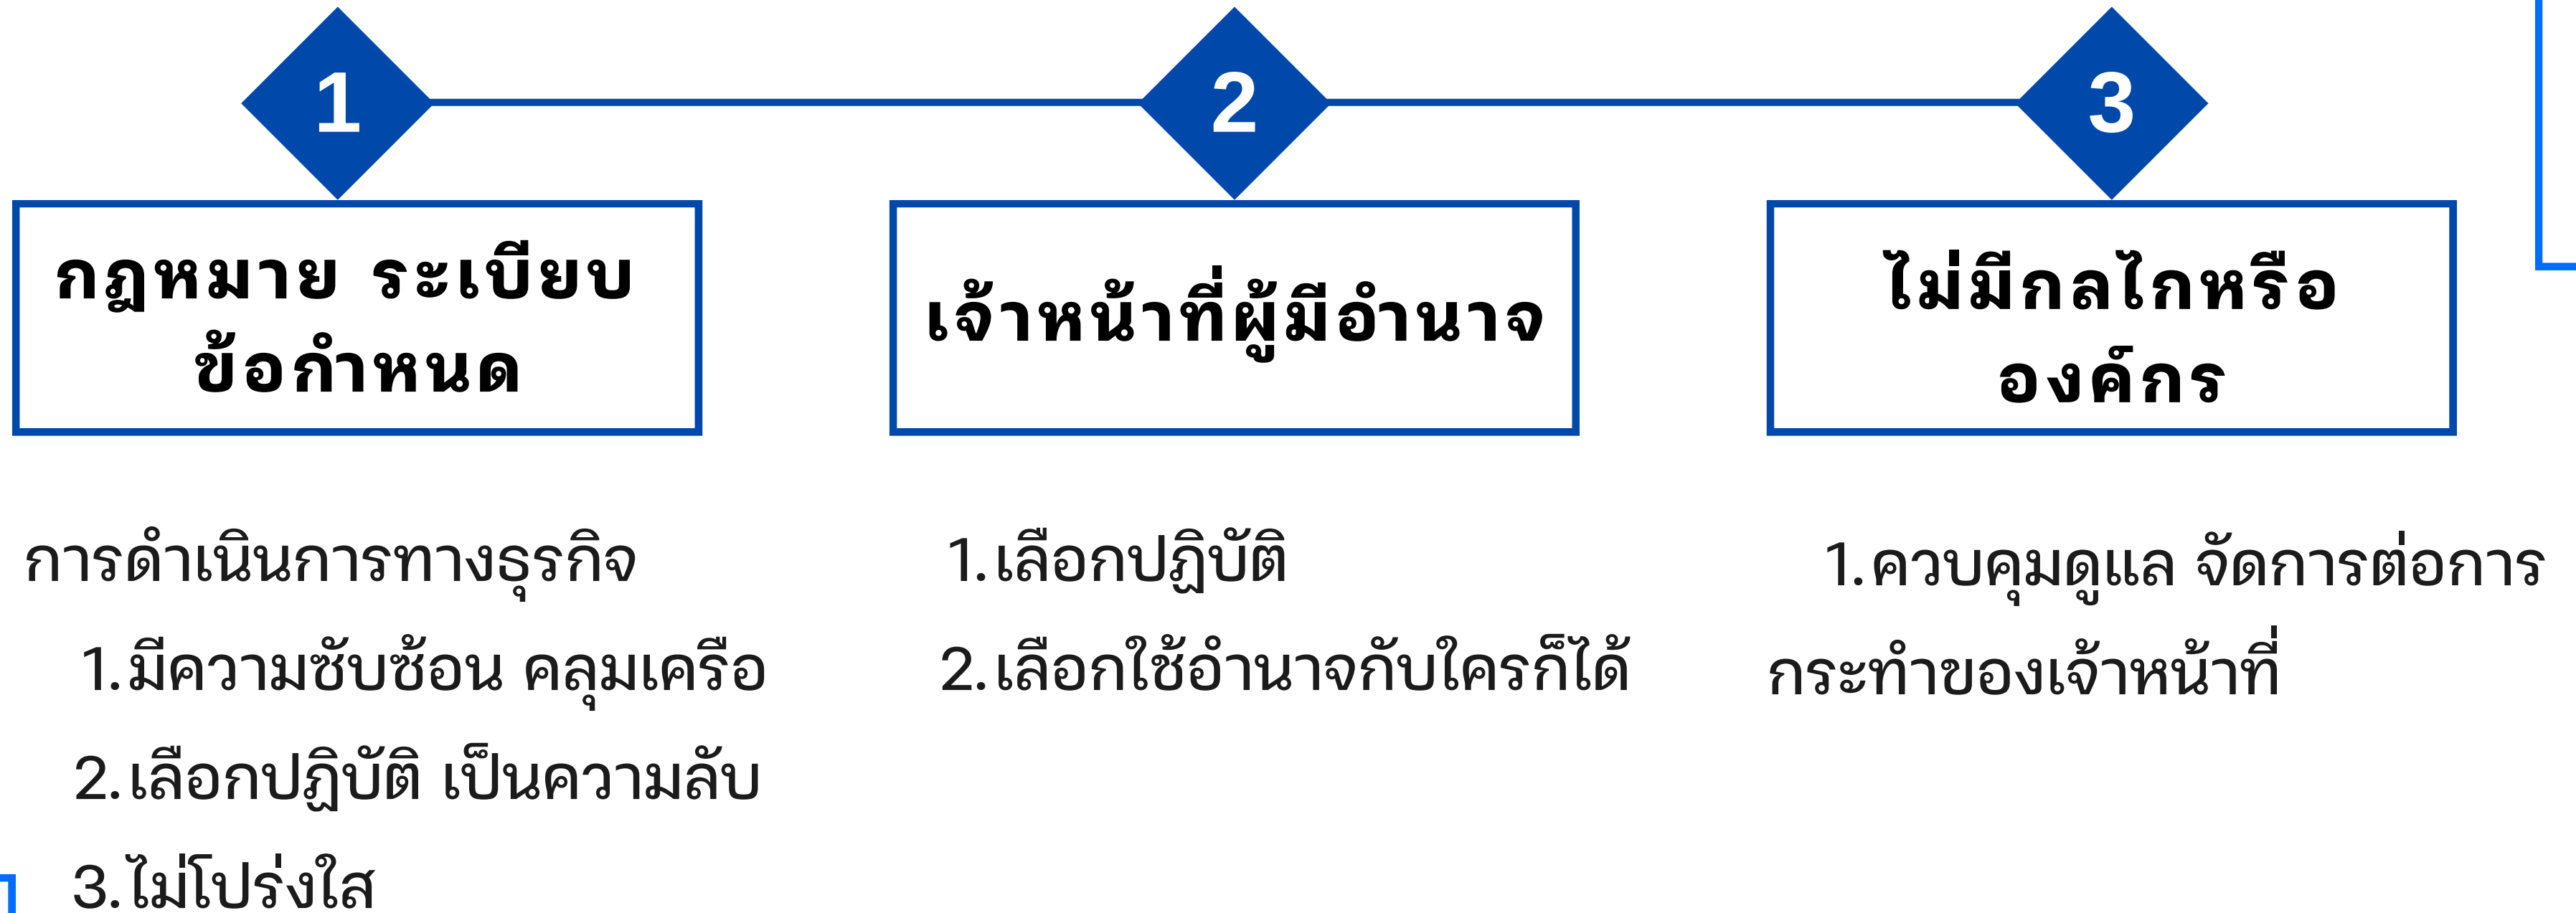 1
กฎหมาย ระเบียบ
ข้อกำหนด
การดำเนินการทางธุรกิจ
1.มีความซับซ้อน คลุมเครือ
2.เลือกปฏิบัติ เป็นความลับ
3.ไม่โปร่งใส
2
เจ้าหน้าที่ผู้มีอำนาจ
1.เลือกปฏิบัติ
2.เลือกใช้อำนาจกับใครก็ได้
3
ไม่มีกลไกหรือ
องค์กร
1.ควบคุมดูแล จัดการต่อการ
กระทำของเจ้าหน้าที่